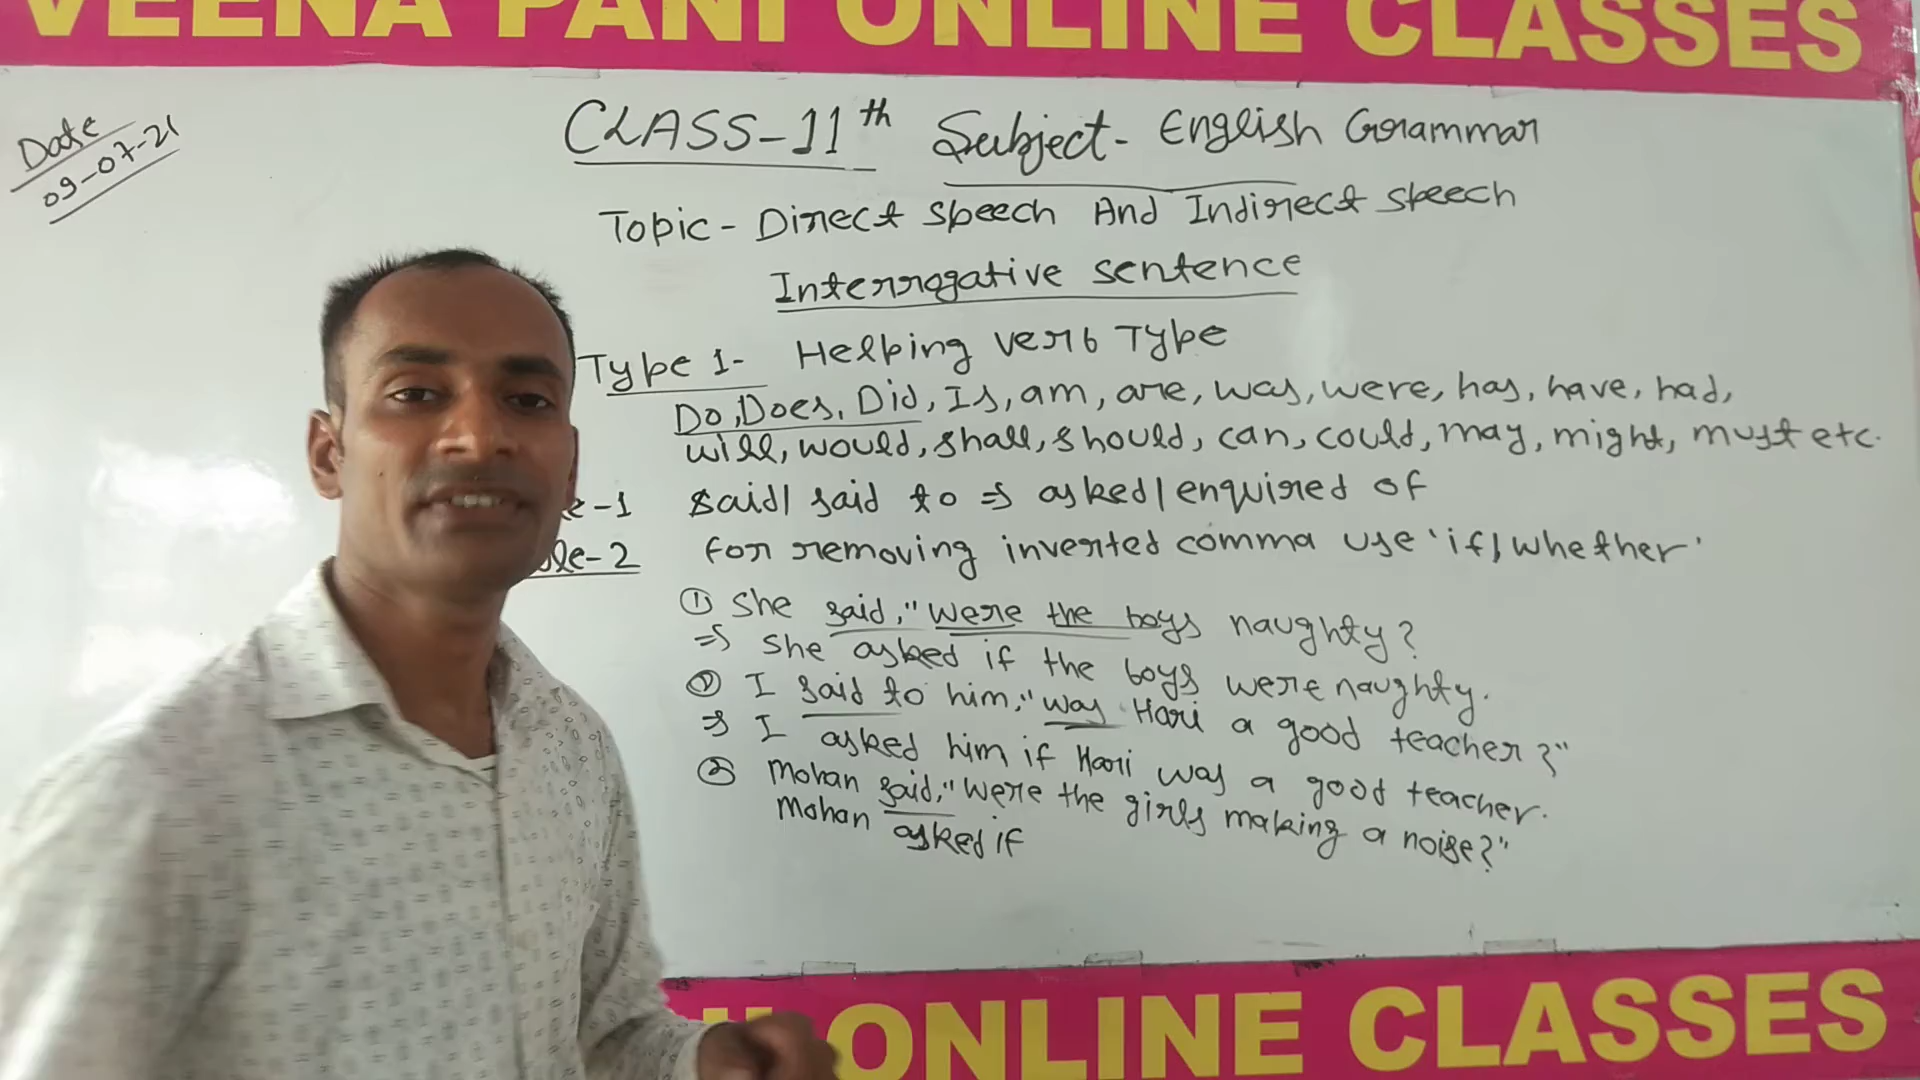 VEENA PANI ONLINE CLASSES
Date
09-07-21
CLASS-11th Subject- English Grammar
Topic - Direct speech And Indirect speech
Interrogative sentence
Type 1- Helping verb Type
Do, Does, Did, Is, am, are, was, were, has, have, had,
will, would, shall, should, can, could, may, might, must etc.
-1 said/ said to ⇒ asked/enquired of
-2 for removing inverted comma use 'if/whether'
① She said, "were the boys naughty?
⇒ She asked if the boys were naughty.
② I said to him, "was Hari a good teacher?"
⇒ I asked him if Hari was a good teacher.
③ Mohan said, "were the girls making a noise?"
Mohan asked if
ONLINE CLASSES